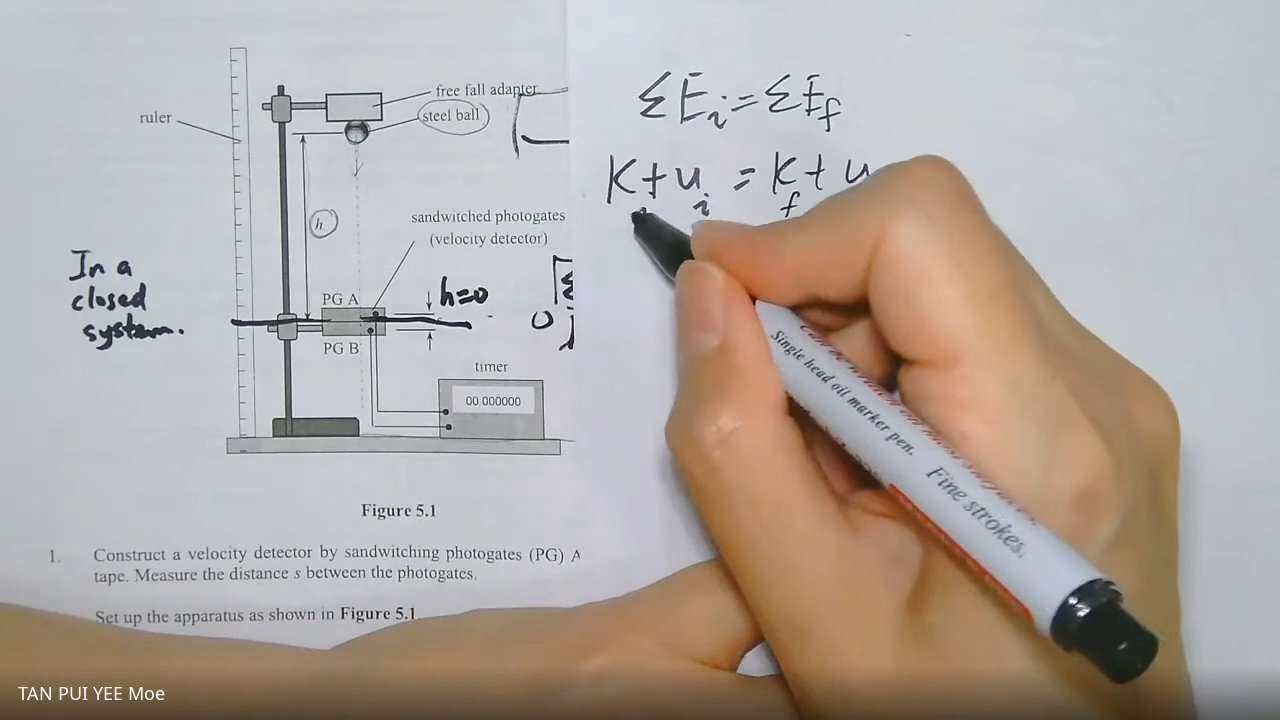 free fall adapter
steel ball
ruler
h
sandwitched photogates
(velocity detector)
In a
closed
system.
PG A
h=0
PG B
timer
00.000000
Figure 5.1
1. Construct a velocity detector by sandwitching photogates (PG) A
tape. Measure the distance s between the photogates.
Set up the apparatus as shown in Figure 5.1.
ΣEi = ΣEf
K + ui = Kf + u
Single head oil marker pen.
Fine strokes.
TAN PUI YEE Moe